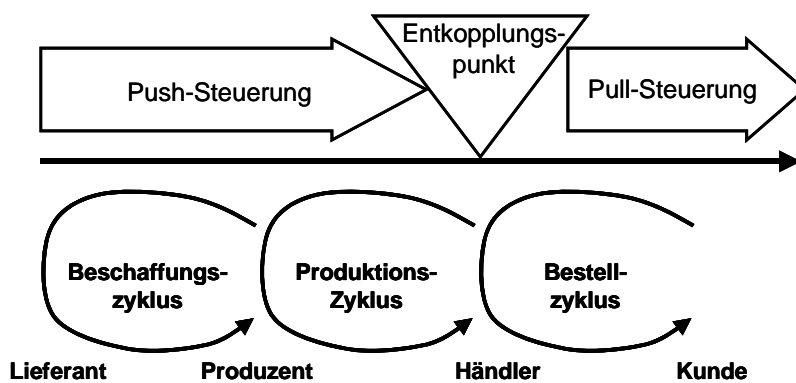 Entkopplungs-
punkt
Push-Steuerung
Pull-Steuerung
Beschaffungs-
zyklus
Produktions-
Zyklus
Bestell-
zyklus
Lieferant Produzent Händler Kunde